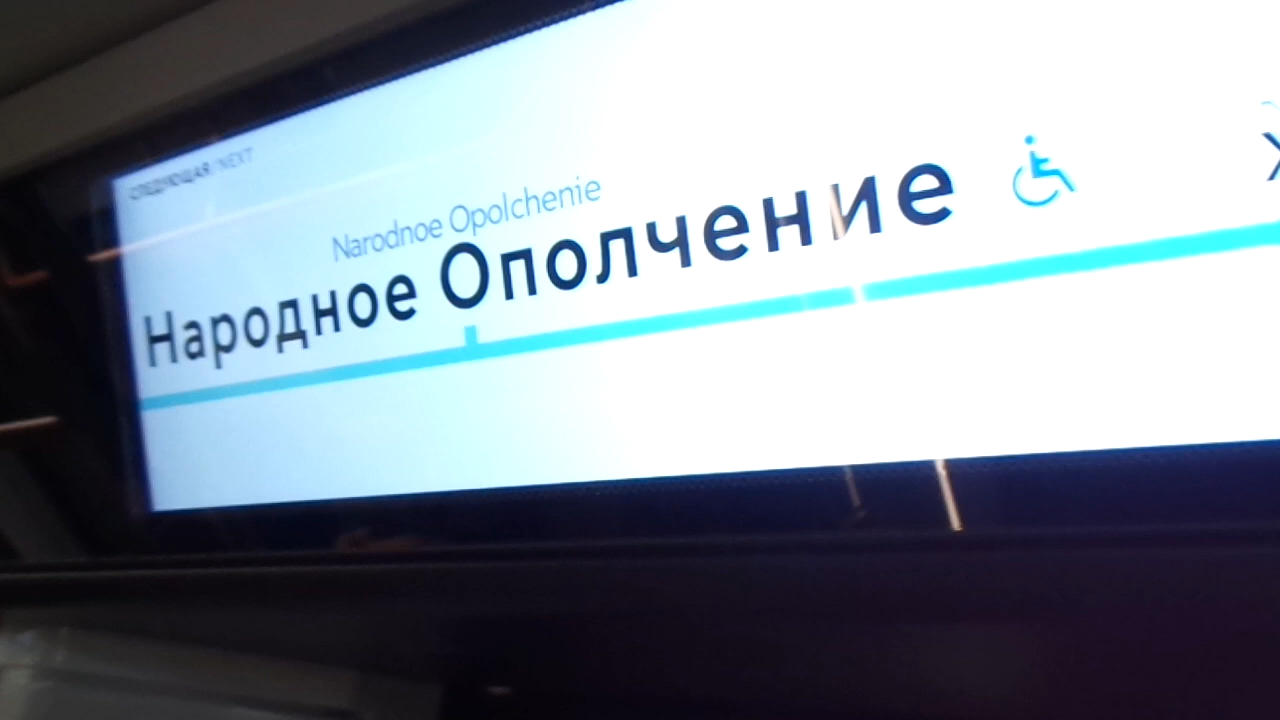 СЛЕДУЮЩАЯ / NEXT
Narodnoe Opolchenie
Народное Ополчение